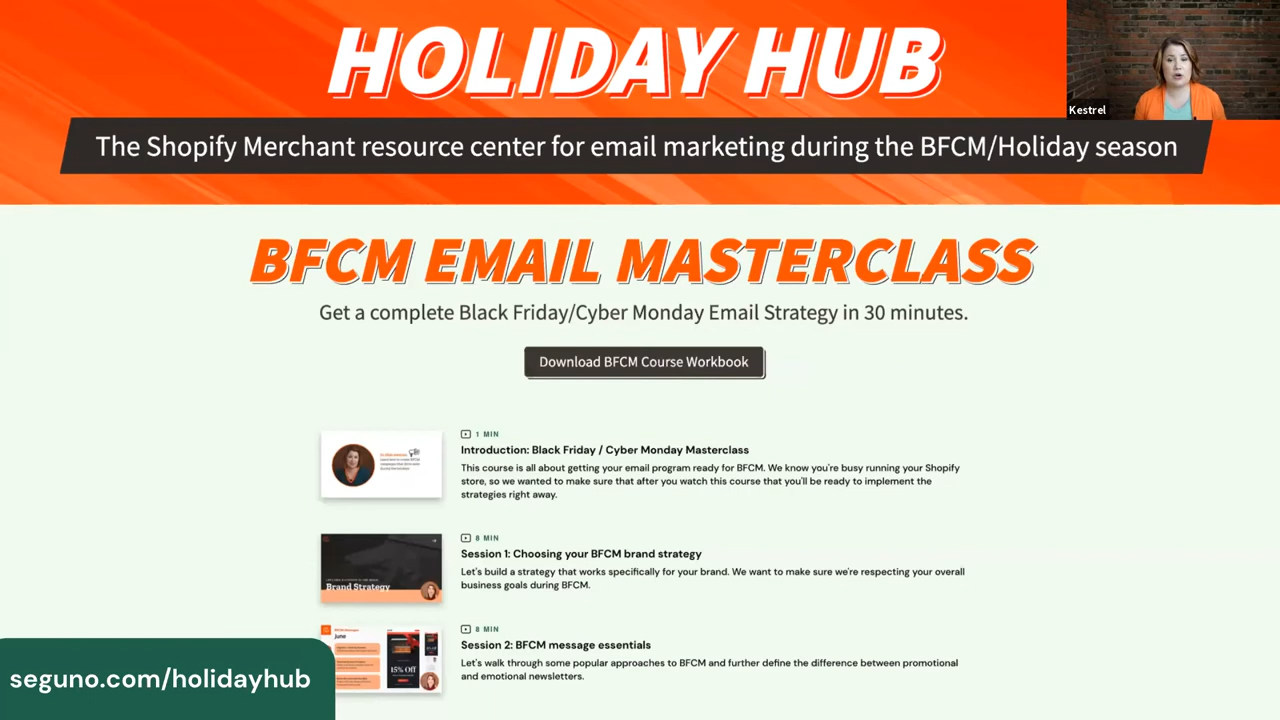 HOLIDAY HUB
Kestrel
The Shopify Merchant resource center for email marketing during the BFCM/Holiday season
BFCM EMAIL MASTERCLASS
Get a complete Black Friday/Cyber Monday Email Strategy in 30 minutes.
Download BFCM Course Workbook
1 MIN
Introduction: Black Friday / Cyber Monday Masterclass
This course is all about getting your email program ready for BFCM. We know you're busy running your Shopify
store, so we wanted to make sure that after you watch this course that you'll be ready to implement the
strategies right away.
8 MIN
Session 1: Choosing your BFCM brand strategy
Let's build a strategy that works specifically for your brand. We want to make sure we're respecting your overall
business goals during BFCM.
Brand Strategy
8 MIN
Session 2: BFCM message essentials
Let's walk through some popular approaches to BFCM and further define the difference between promotional
and emotional newsletters.
June
15% Off
seguno.com/holidayhub